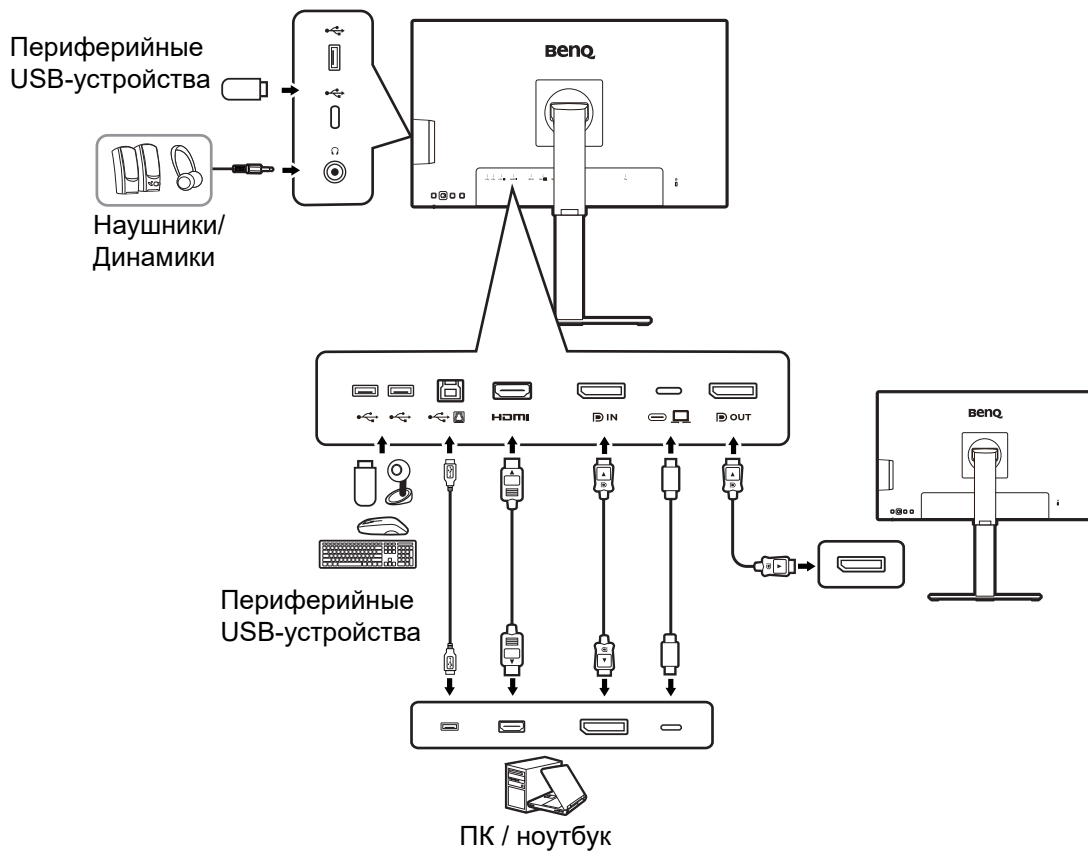 Периферийные
USB-устройства
BenQ
Наушники/
Динамики
HDMI
IN
OUT
BenQ
Периферийные
USB-устройства
ПК / ноутбук